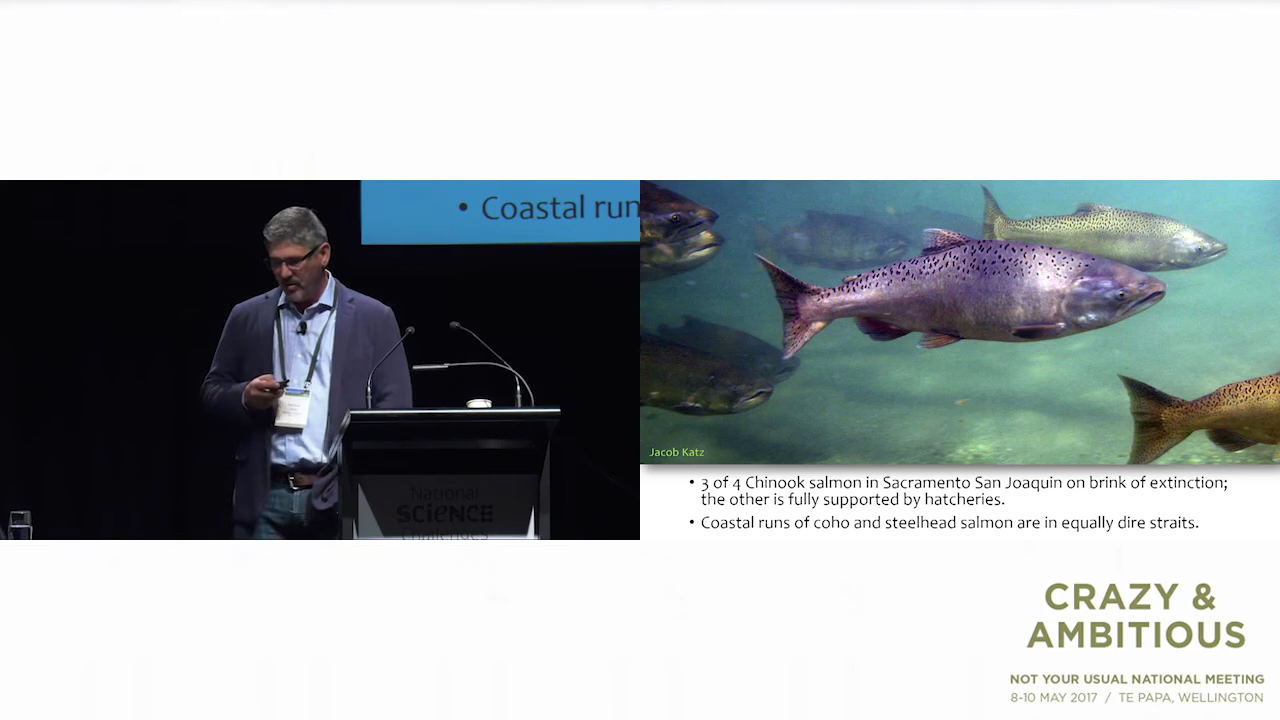 • Coastal run
National
SCIENCE
Jacob Katz
• 3 of 4 Chinook salmon in Sacramento San Joaquin on brink of extinction;
the other is fully supported by hatcheries.
• Coastal runs of coho and steelhead salmon are in equally dire straits.
CRAZY &
AMBITIOUS
NOT YOUR USUAL NATIONAL MEETING
8-10 MAY 2017 / TE PAPA, WELLINGTON